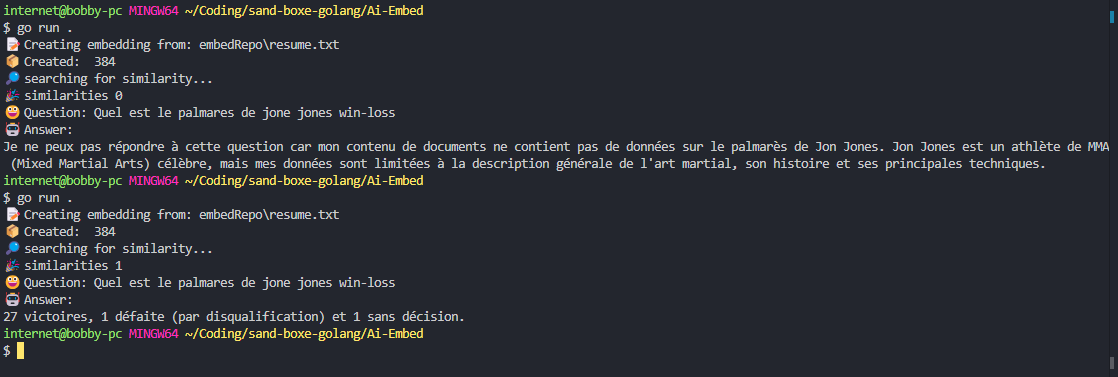 internet@bobby-pc MINGW64 ~/Coding/sand-boxe-golang/Ai-Embed
$ go run .
📝 Creating embedding from: embedRepo\resume.txt
📦 Created:  384
🔎 searching for similarity...
🎉 similarities 0
😃 Question: Quel est le palmares de jone jones win-loss
🤖 Answer:
Je ne peux pas répondre à cette question car mon contenu de documents ne contient pas de données sur le palmarès de Jon Jones. Jon Jones est un athlète de MMA
 (Mixed Martial Arts) célèbre, mais mes données sont limitées à la description générale de l'art martial, son histoire et ses principales techniques.
internet@bobby-pc MINGW64 ~/Coding/sand-boxe-golang/Ai-Embed
$ go run .
📝 Creating embedding from: embedRepo\resume.txt
📦 Created:  384
🔎 searching for similarity...
🎉 similarities 1
😃 Question: Quel est le palmares de jone jones win-loss
🤖 Answer:
27 victoires, 1 défaite (par disqualification) et 1 sans décision.
internet@bobby-pc MINGW64 ~/Coding/sand-boxe-golang/Ai-Embed
$